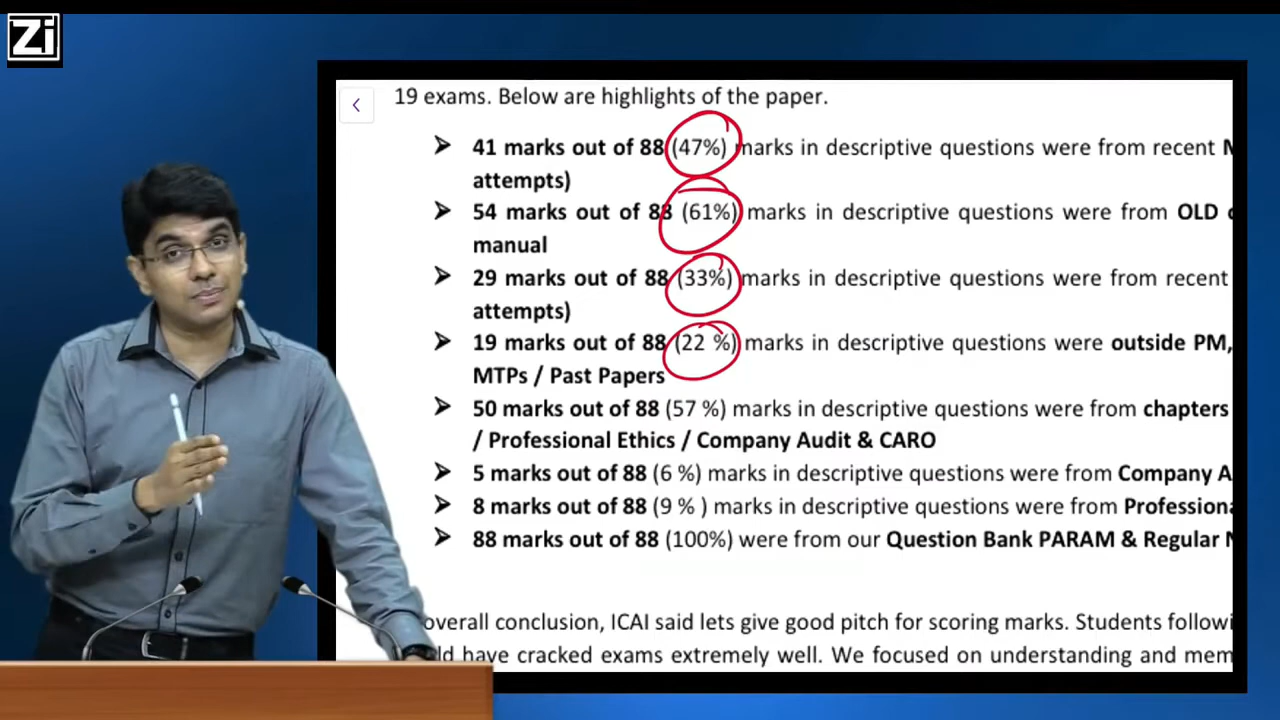 Zi
19 exams. Below are highlights of the paper.
41 marks out of 88 (47%) marks in descriptive questions were from recent
attempts)
54 marks out of 88 (61%) marks in descriptive questions were from OLD
manual
29 marks out of 88 (33%) marks in descriptive questions were from recent
attempts)
19 marks out of 88 (22 %) marks in descriptive questions were outside PM,
MTPs / Past Papers
50 marks out of 88 (57 %) marks in descriptive questions were from chapters
/ Professional Ethics / Company Audit & CARO
5 marks out of 88 (6 %) marks in descriptive questions were from Company A
8 marks out of 88 (9 % ) marks in descriptive questions were from Professiona
88 marks out of 88 (100%) were from our Question Bank PARAM & Regular
overall conclusion, ICAI said lets give good pitch for scoring marks. Students followi
ld have cracked exams extremely well. We focused on understanding and mem